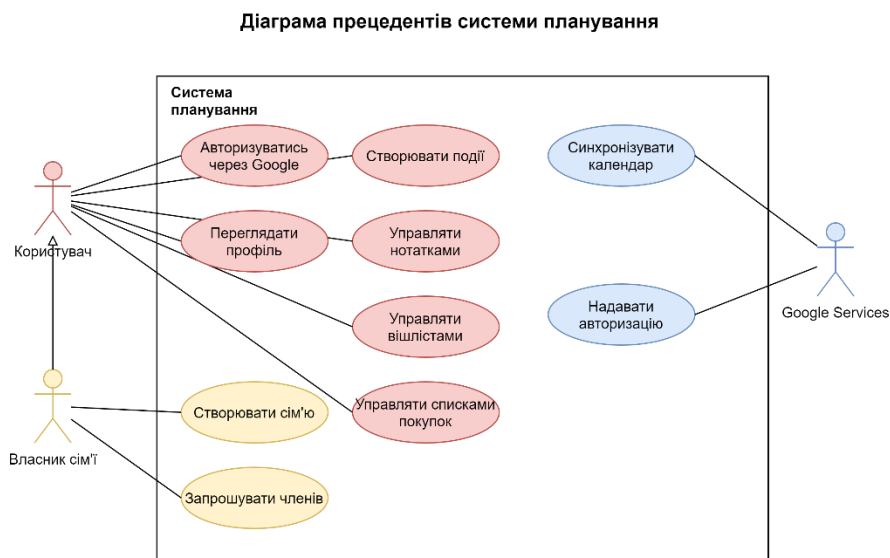 Діаграма прецедентів системи планування
Система
планування
Авторизуватись
через Google
Створювати події
Синхронізувати
календар
Користувач
Переглядати
профіль
Управляти
нотатками
Google Services
Управляти
вішлістами
Надавати
авторизацію
Власник сім'ї
Створювати сім'ю
Управляти списками
покупок
Запрошувати членів